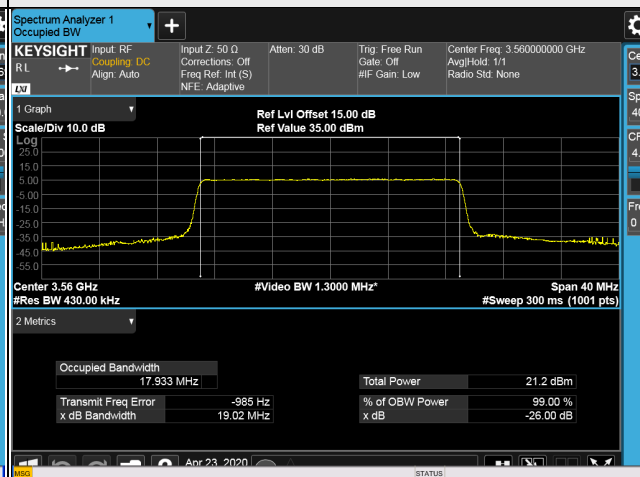 Spectrum Analyzer 1
Occupied BW
KEYSIGHT
R L
LXI
Input: RF
Coupling: DC
Align: Auto
Input Z: 50 Ω
Corrections: Off
Freq Ref: Int (S)
NFE: Adaptive
Atten: 30 dB
Trig: Free Run
Gate: Off
#IF Gain: Low
Center Freq: 3.560000000 GHz
Avg|Hold: 1/1
Radio Std: None
1 Graph
Scale/Div 10.0 dB
Ref Lvl Offset 15.00 dB
Ref Value 35.00 dBm
Log
25.0
15.0
5.00
-5.00
-15.0
-25.0
-35.0
-45.0
-55.0
Center 3.56 GHz
#Res BW 430.00 kHz
#Video BW 1.3000 MHz*
Span 40 MHz
#Sweep 300 ms (1001 pts)
2 Metrics
Occupied Bandwidth
17.933 MHz
Transmit Freq Error -985 Hz
x dB Bandwidth 19.02 MHz
Total Power 21.2 dBm
% of OBW Power 99.00 %
x dB -26.00 dB
Apr 23, 2020
MSG
STATUS